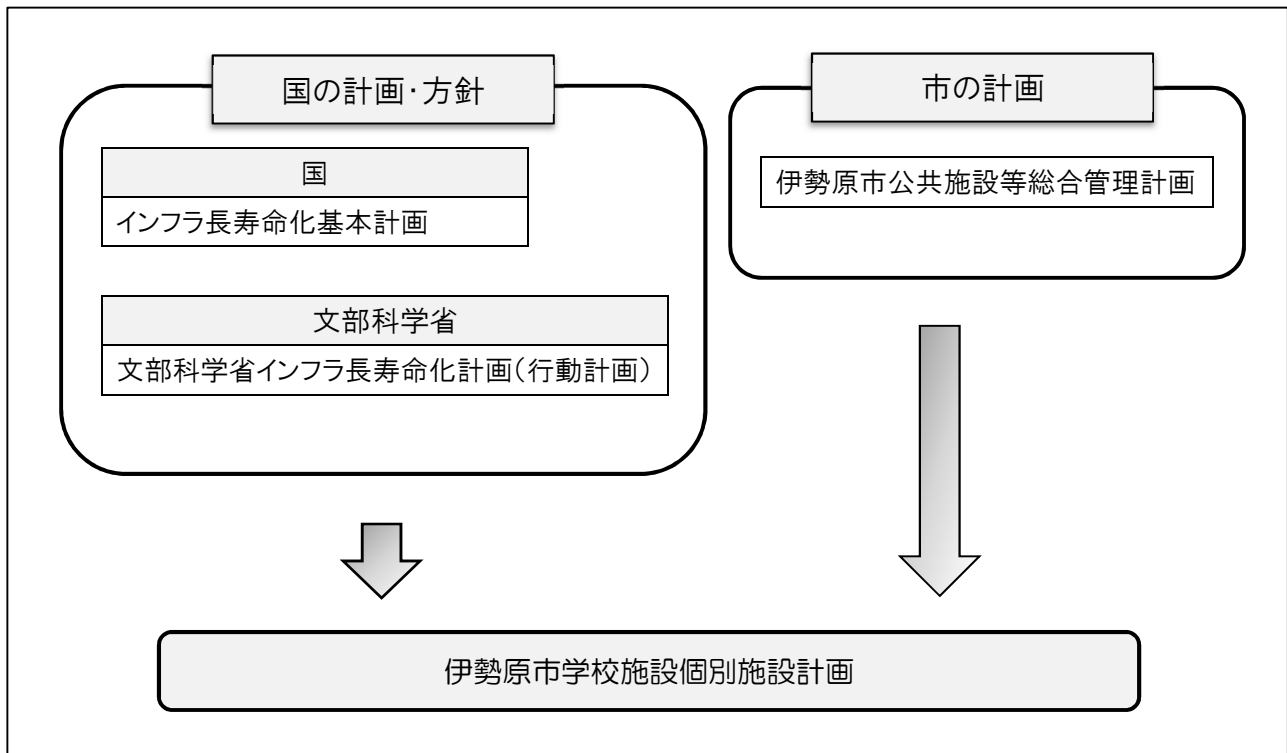 国の計画・方針
国
インフラ長寿命化基本計画
文部科学省
文部科学省インフラ長寿命化計画（行動計画）
市の計画
伊勢原市公共施設等総合管理計画
伊勢原市学校施設個別施設計画